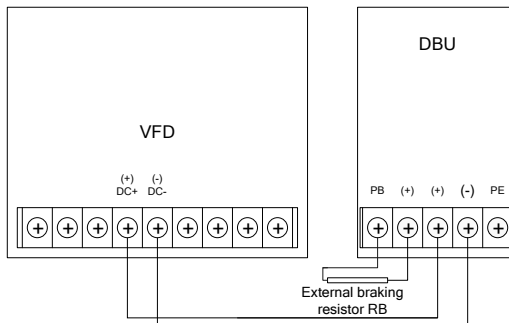 DBU
VFD
(+) (-)
DC+ DC-
PB (+) (+) (-) PE
External braking
resistor RB